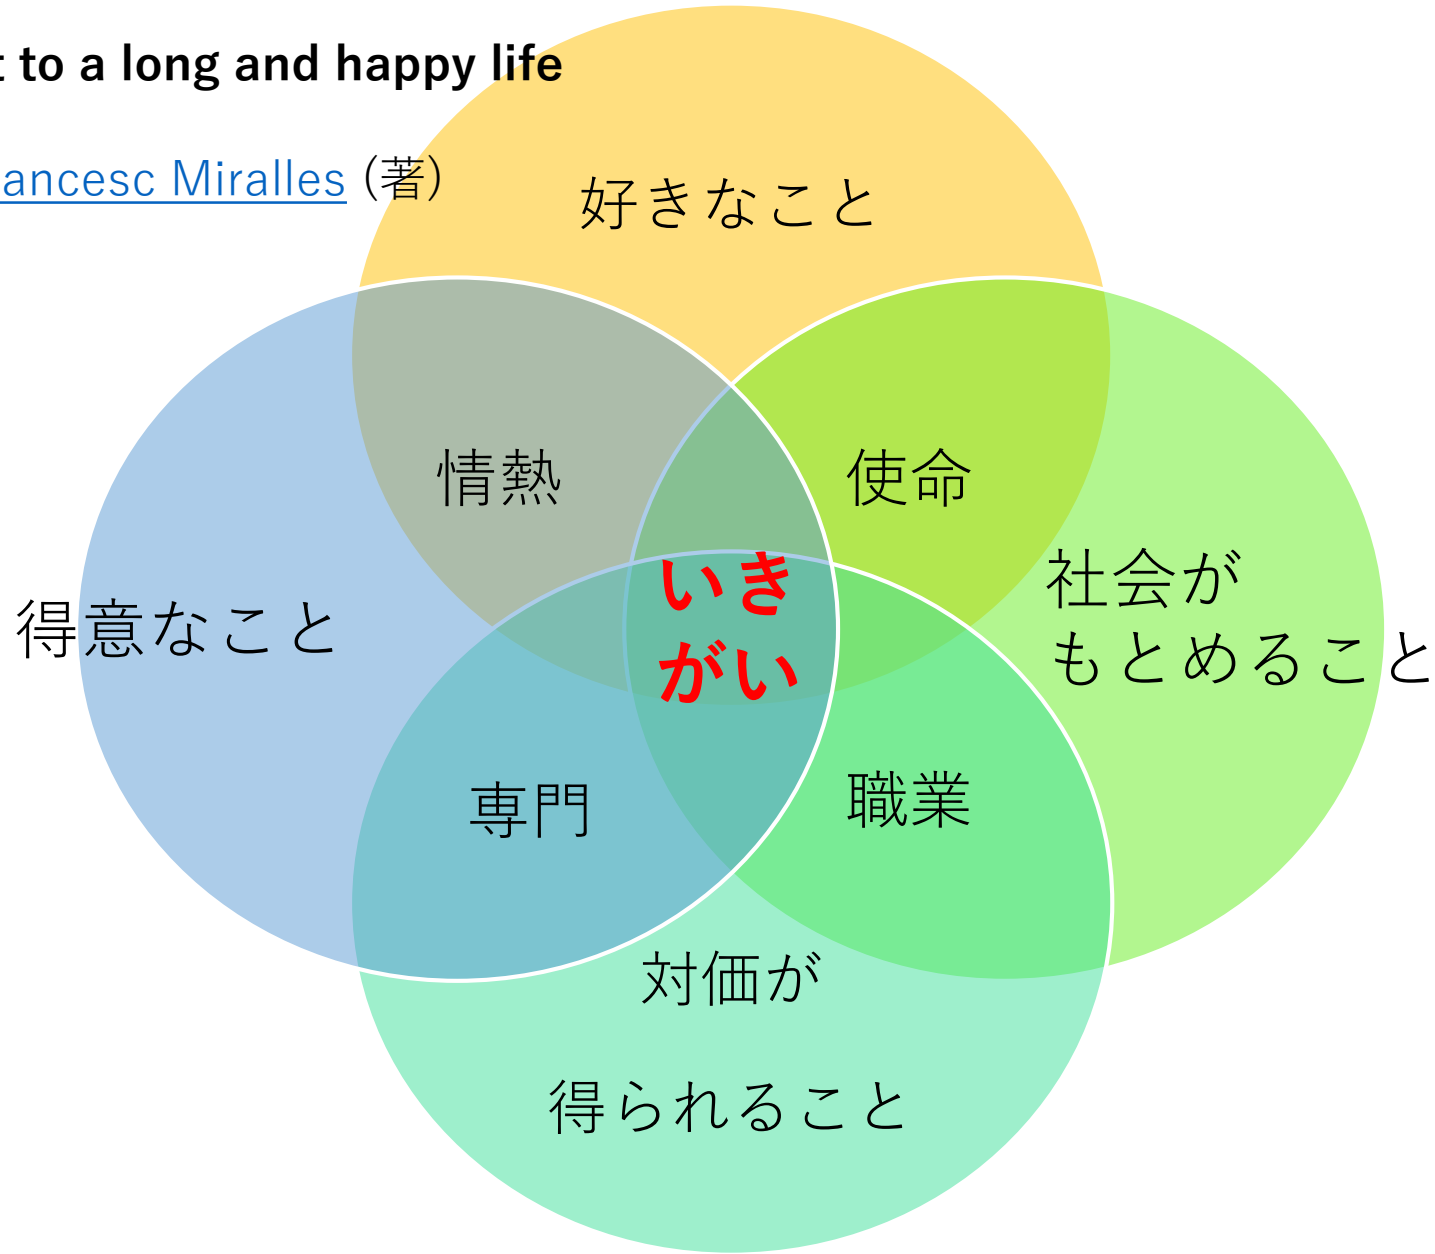 to a long and happy life
Miralles (著)
好きなこと
情熱
使命
いき
がい
社会が
もとめること
得意なこと
専門
職業
対価が
得られること